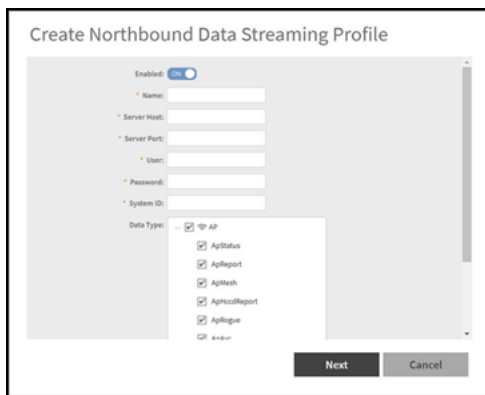 Create Northbound Data Streaming Profile
Enabled: ON
* Name:
* Server Host:
* Server Port:
* User:
* Password:
* System ID:
Data Type: AP
ApStatus
ApReport
ApMesh
ApHccdReport
ApRogue
Next Cancel